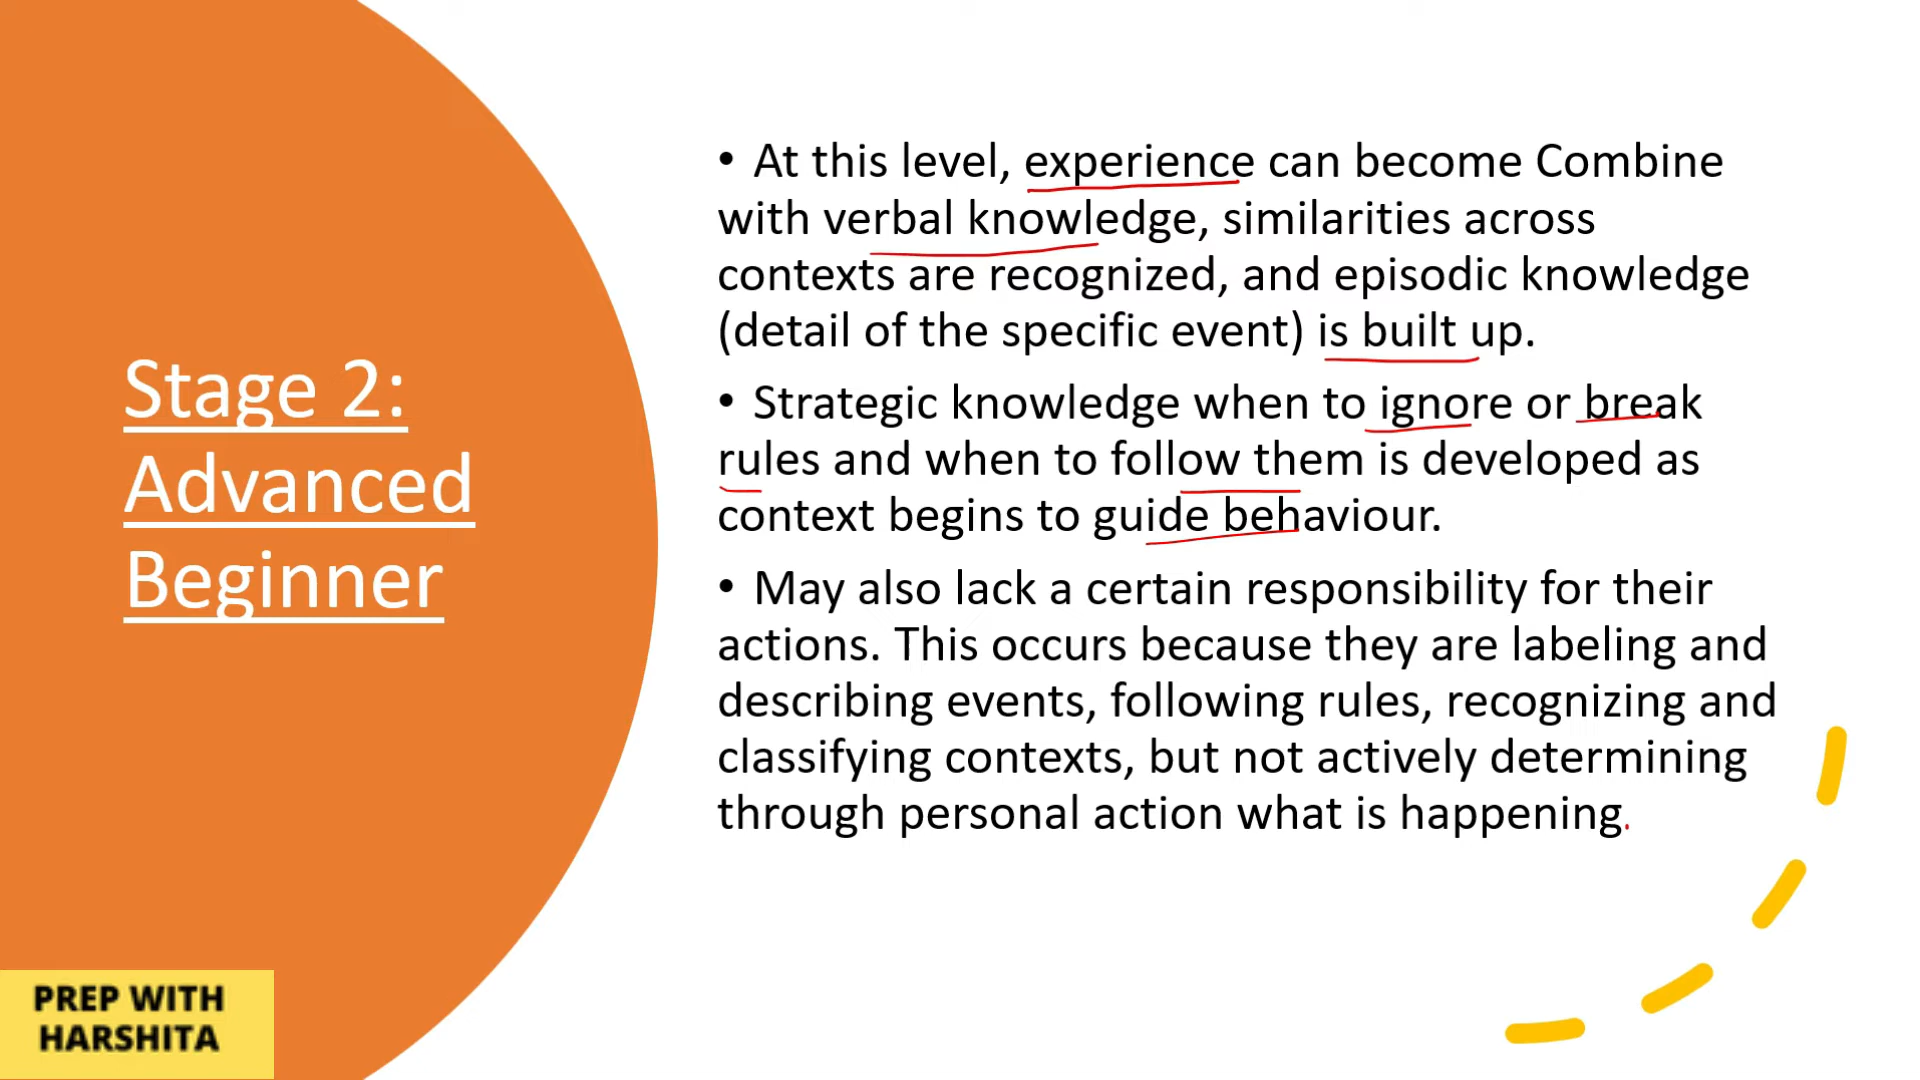 Stage 2:
Advanced
Beginner
• At this level, experience can become Combine
with verbal knowledge, similarities across
contexts are recognized, and episodic knowledge
(detail of the specific event) is built up.
• Strategic knowledge when to ignore or break
rules and when to follow them is developed as
context begins to guide behaviour.
• May also lack a certain responsibility for their
actions. This occurs because they are labeling and
describing events, following rules, recognizing and
classifying contexts, but not actively determining
through personal action what is happening.
PREP WITH
HARSHITA